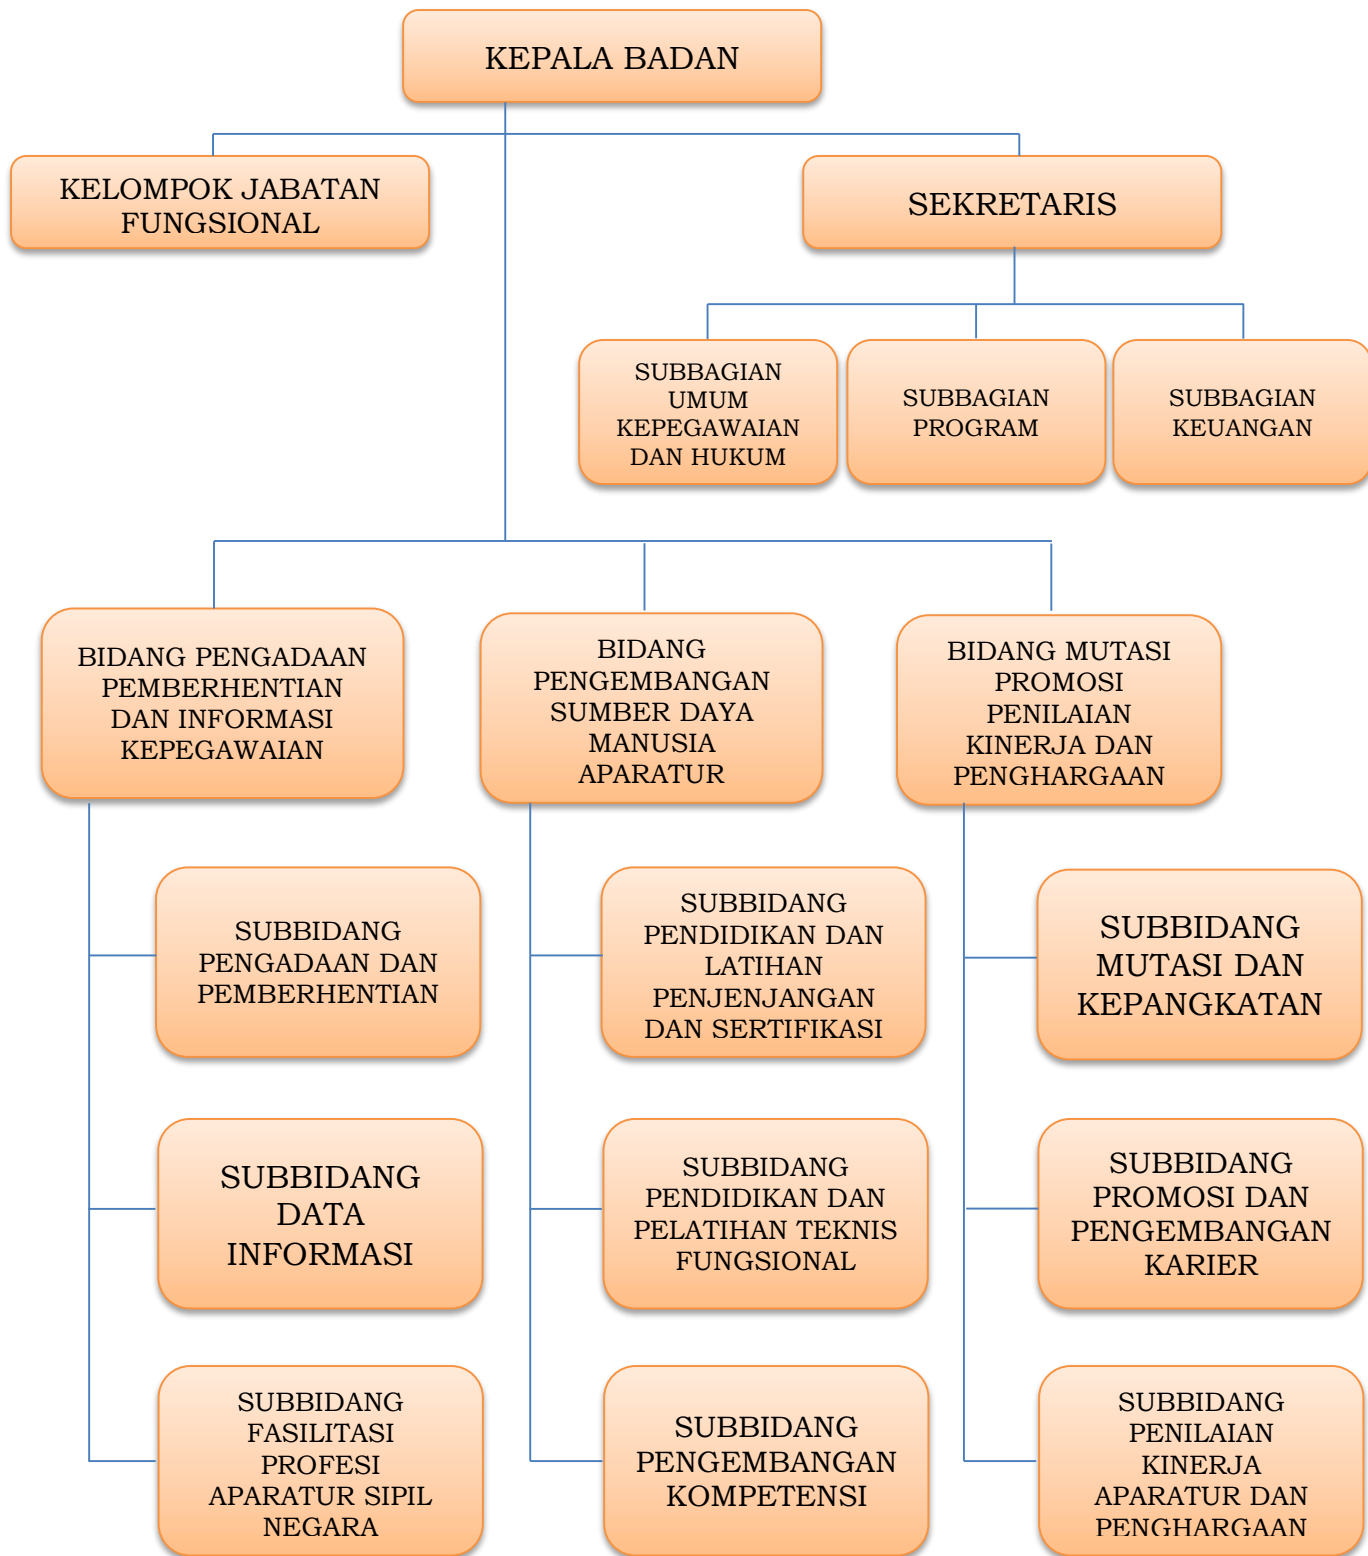 KEPALA BADAN
KELOMPOK JABATAN
FUNGSIONAL
SEKRETARIS
SUBBAGIAN
UMUM
KEPEGAWAIAN
DAN HUKUM
SUBBAGIAN
PROGRAM
SUBBAGIAN
KEUANGAN
BIDANG PENGADAAN
PEMBERHENTIAN
DAN INFORMASI
KEPEGAWAIAN
BIDANG
PENGEMBANGAN
SUMBER DAYA
MANUSIA
APARATUR
BIDANG MUTASI
PROMOSI
PENILAIAN
KINERJA DAN
PENGHARGAAN
SUBBIDANG
PENGADAAN DAN
PEMBERHENTIAN
SUBBIDANG
PENDIDIKAN DAN
LATIHAN
PENJENJANGAN
DAN SERTIFIKASI
SUBBIDANG
MUTASI DAN
KEPANGKATAN
SUBBIDANG
DATA
INFORMASI
SUBBIDANG
PENDIDIKAN DAN
PELATIHAN TEKNIS
FUNGSIONAL
SUBBIDANG
PROMOSI DAN
PENGEMBANGAN
KARIER
SUBBIDANG
FASILITASI
PROFESI
APARATUR SIPIL
NEGARA
SUBBIDANG
PENGEMBANGAN
KOMPETENSI
SUBBIDANG
PENILAIAN
KINERJA
APARATUR DAN
PENGHARGAAN